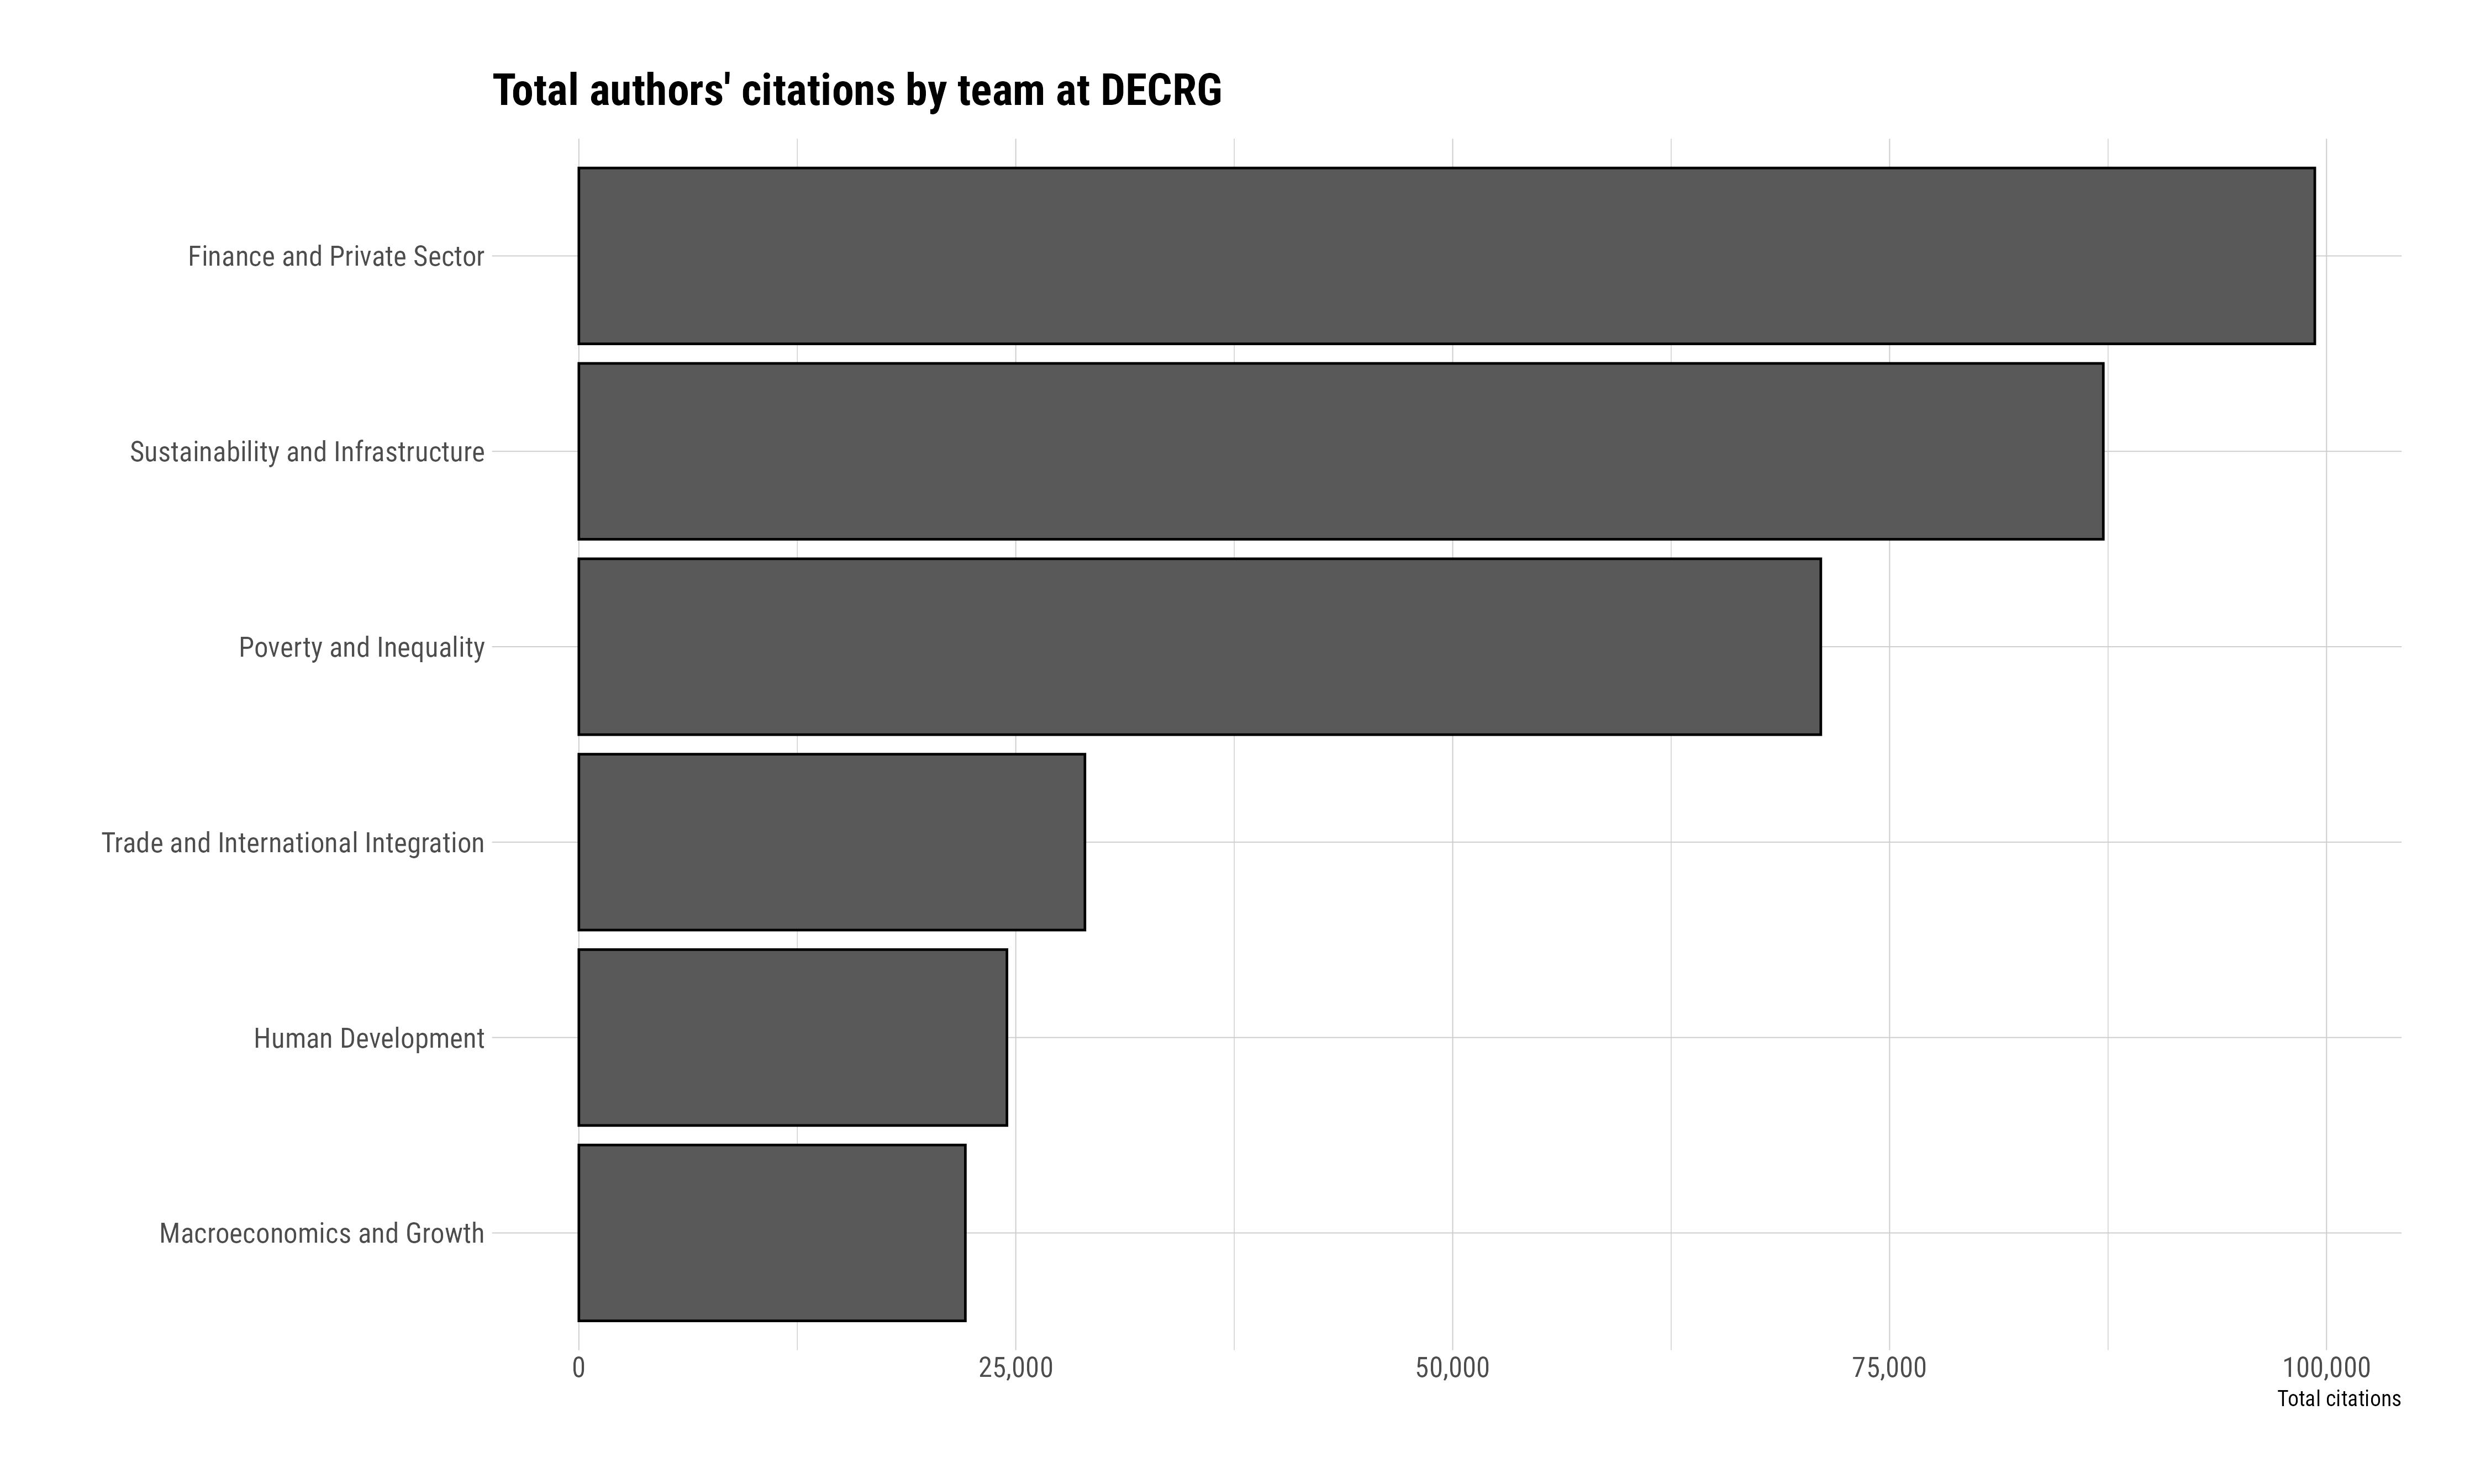 Total authors' citations by team at DECRG
Finance and Private Sector
Sustainability and Infrastructure
Poverty and Inequality
Trade and International Integration
Human Development
Macroeconomics and Growth
0 25,000 50,000 75,000 100,000
Total citations